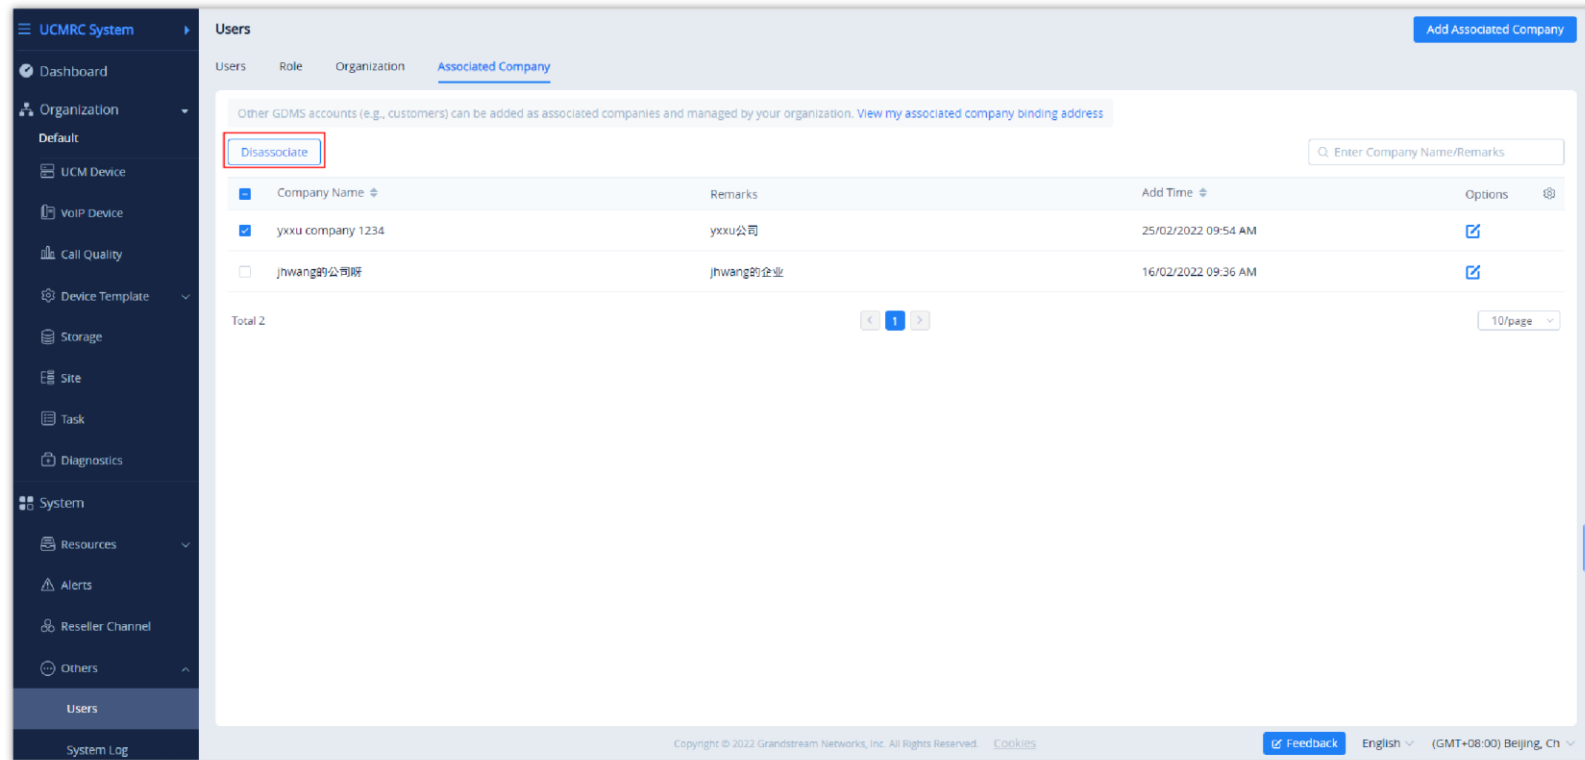 UCMRC System
Dashboard
Organization
Default
UCM Device
VoIP Device
Call Quality
Device Template
Storage
Site
Task
Diagnostics
System
Resources
Alerts
Reseller Channel
Others
Users
System Log
Users
Add Associated Company
Users Role Organization Associated Company
Other GDMS accounts (e.g., customers) can be added as associated companies and managed by your organization. View my associated company binding address
Disassociate
Enter Company Name/Remarks
Company Name Remarks Add Time Options
yxxu company 1234 yxxu公司 25/02/2022 09:54 AM
jhwang的公司呀 jhwang的企业 16/02/2022 09:36 AM
Total 2
1
10/page
Copyright © 2022 Grandstream Networks, Inc. All Rights Reserved. Cookies
Feedback
English
(GMT+08:00) Beijing, Ch